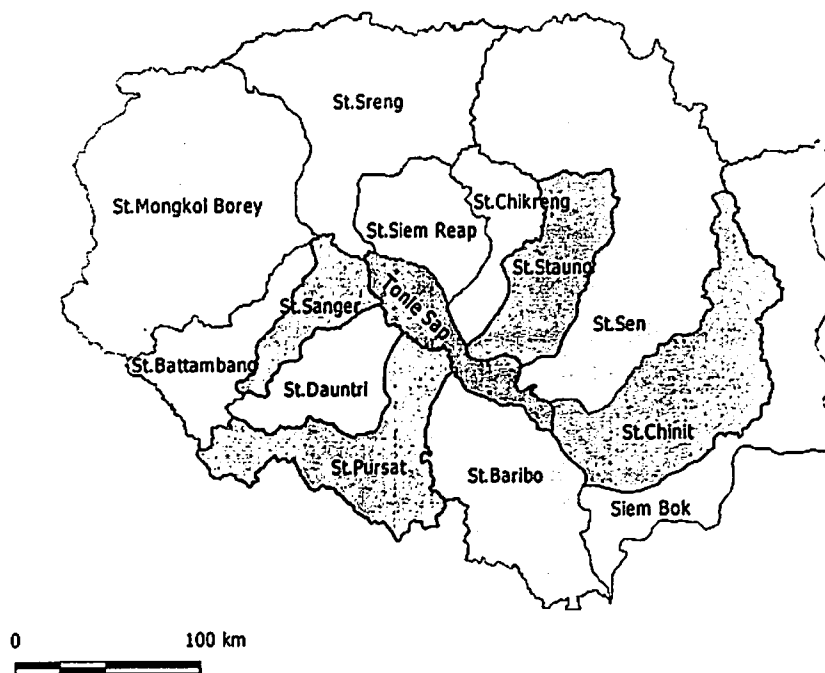 St.Sreng
St.Mongkol Borey
St.Chikreng
St.Siem Reap
St.Staung
Tonle Sap
St.Sanger
St.Sen
St.Battambang
St.Dauntri
St.Chinit
St.Pursat
St.Baribo
Siem Bok
0 100 km